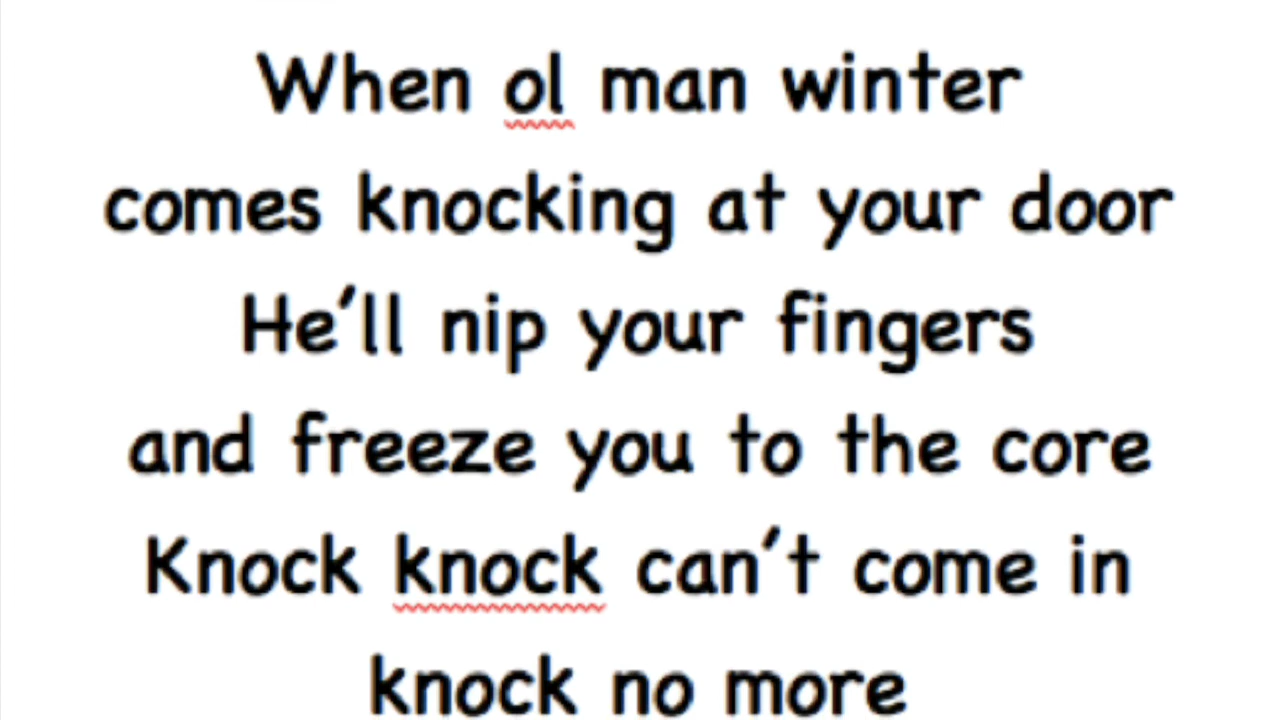 When ol man winter
comes knocking at your door
He’ll nip your fingers
and freeze you to the core
Knock knock can’t come in
knock no more